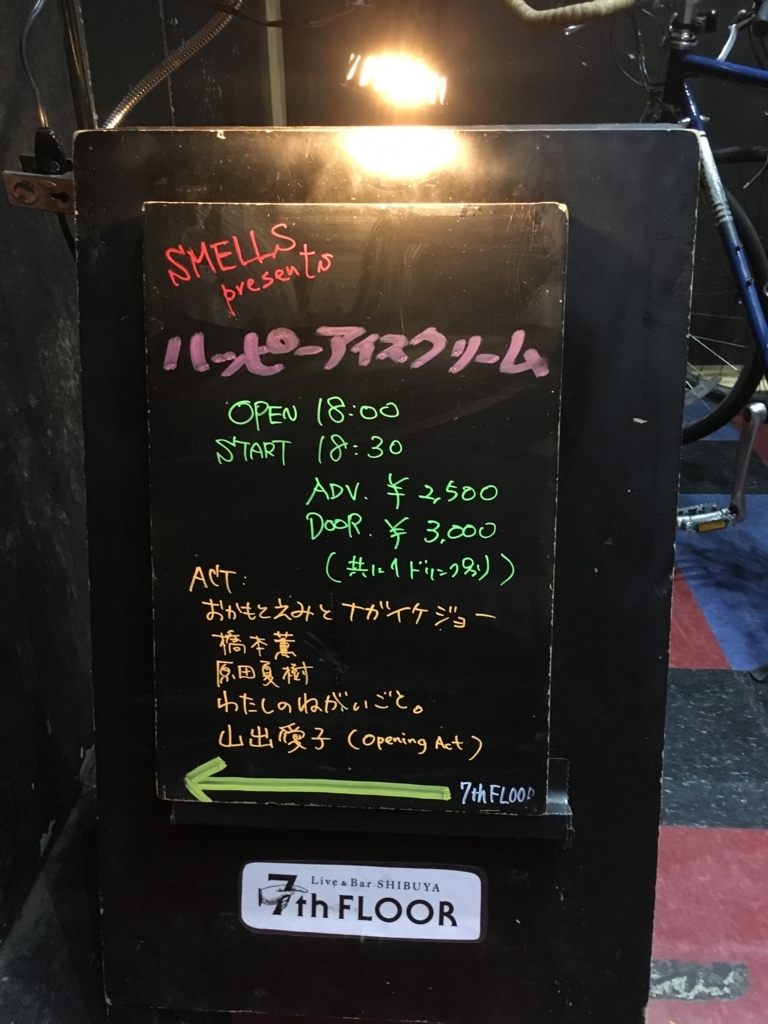 SMELLS
presents
ハッピーアイスクリーム
OPEN 18:00
START 18:30
ADV. ¥2,500
DOOR. ¥3,000
(共に1ドリンク別)
ACT:
おかもとえみとナガイケジョー
橋本薫
原田夏樹
わたしのねがいごと。
山出愛子 (Opening Act)
7th FLOOR
Live & Bar SHIBUYA
7th FLOOR